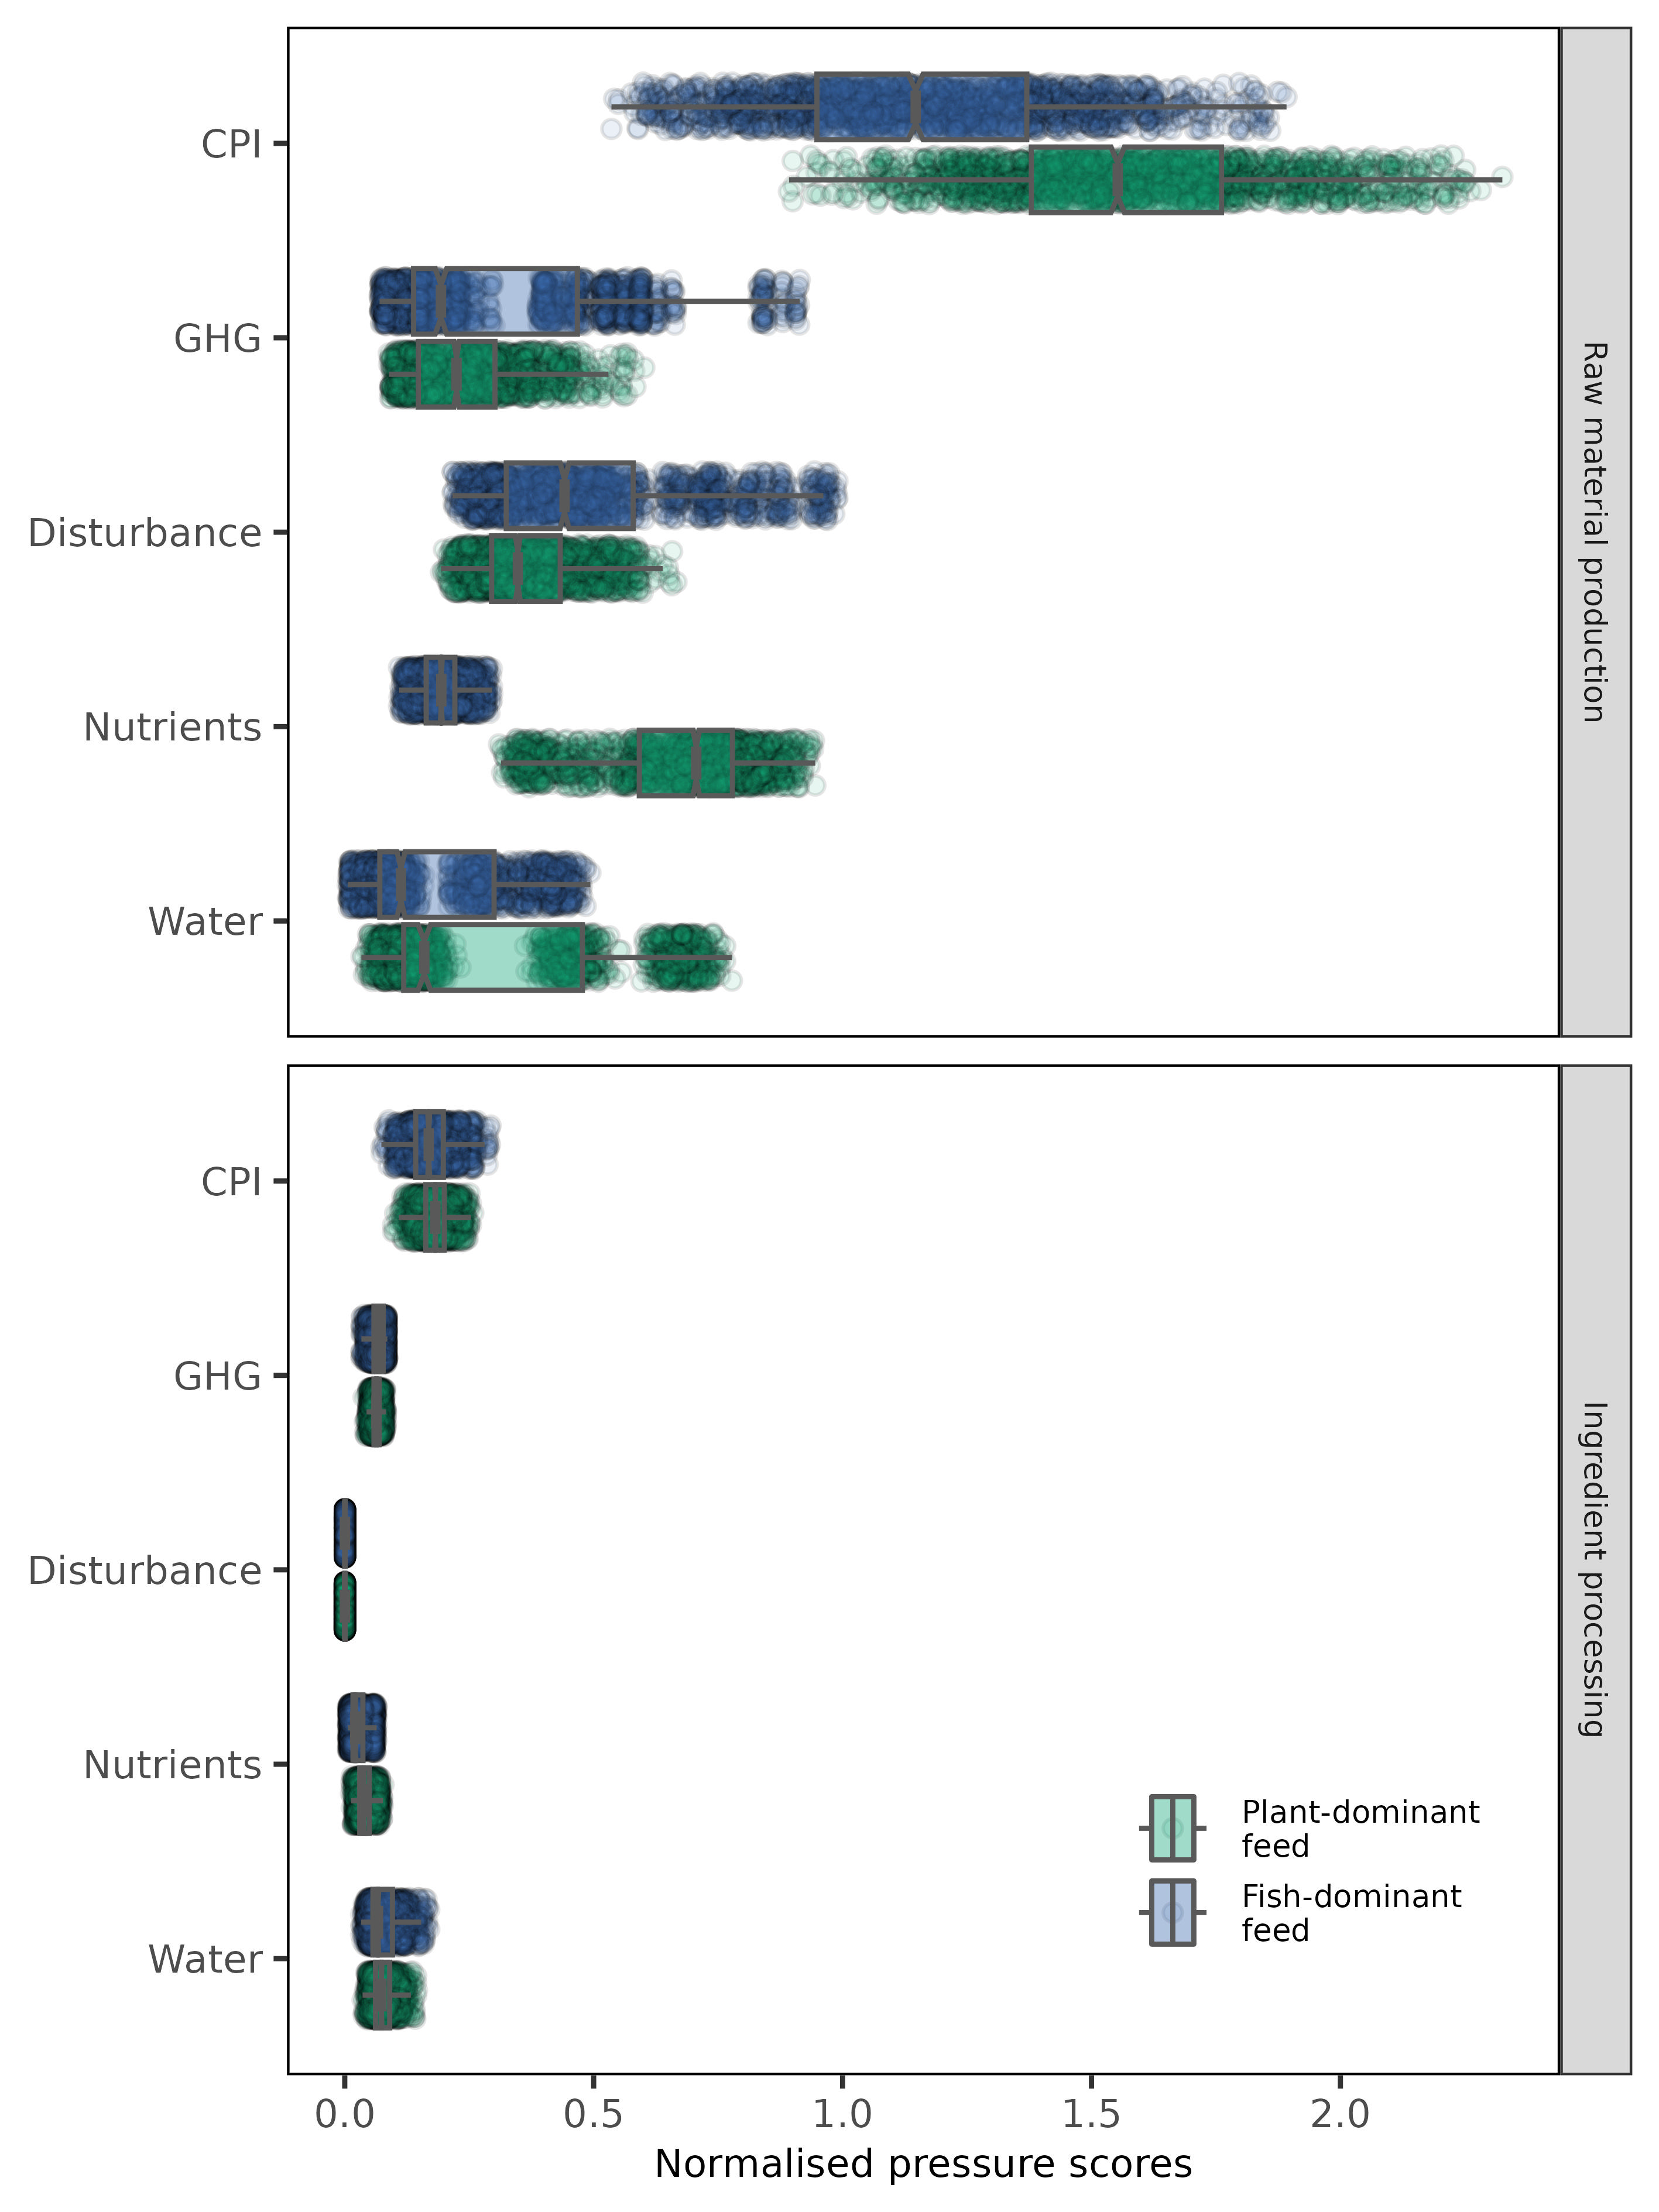 CPI
GHG
Disturbance
Nutrients
Water
Raw material production
CPI
GHG
Disturbance
Nutrients
Water
Ingredient processing
Plant-dominant
feed
Fish-dominant
feed
0.0 0.5 1.0 1.5 2.0
Normalised pressure scores